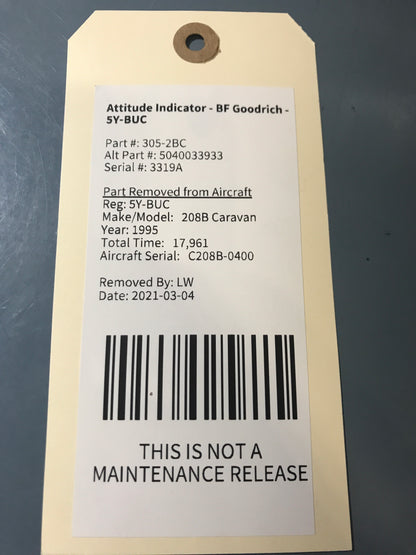 Attitude Indicator - BF Goodrich -
5Y-BUC
Part #: 305-2BC
Alt Part #: 5040033933
Serial #: 3319A
Part Removed from Aircraft
Reg: 5Y-BUC
Make/Model: 208B Caravan
Year: 1995
Total Time: 17,961
Aircraft Serial: C208B-0400
Removed By: LW
Date: 2021-03-04
THIS IS NOT A
MAINTENANCE RELEASE